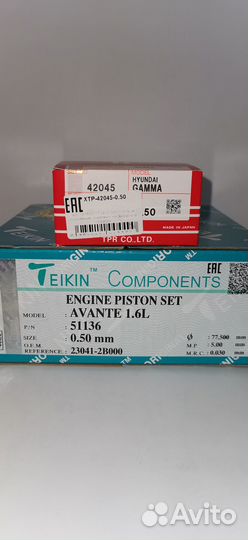 SET
MODEL
42045
HYUNDAI
GAMMA
EAC
XTP-42045-0.50
.50
MADE IN JAPAN
TPR CO.,LTD.
EAC
TEIKIN™ COMPONENTS
ENGINE PISTON SET
MODEL : AVANTE 1.6L
P/N : 51136
SIZE : 0.50 mm
O.E.M
REFERENCE : 23041-2B000
Ø : 77.500 mm
M.P. : 5.00 mm
M.R.C. : 0.030 mm
Avito